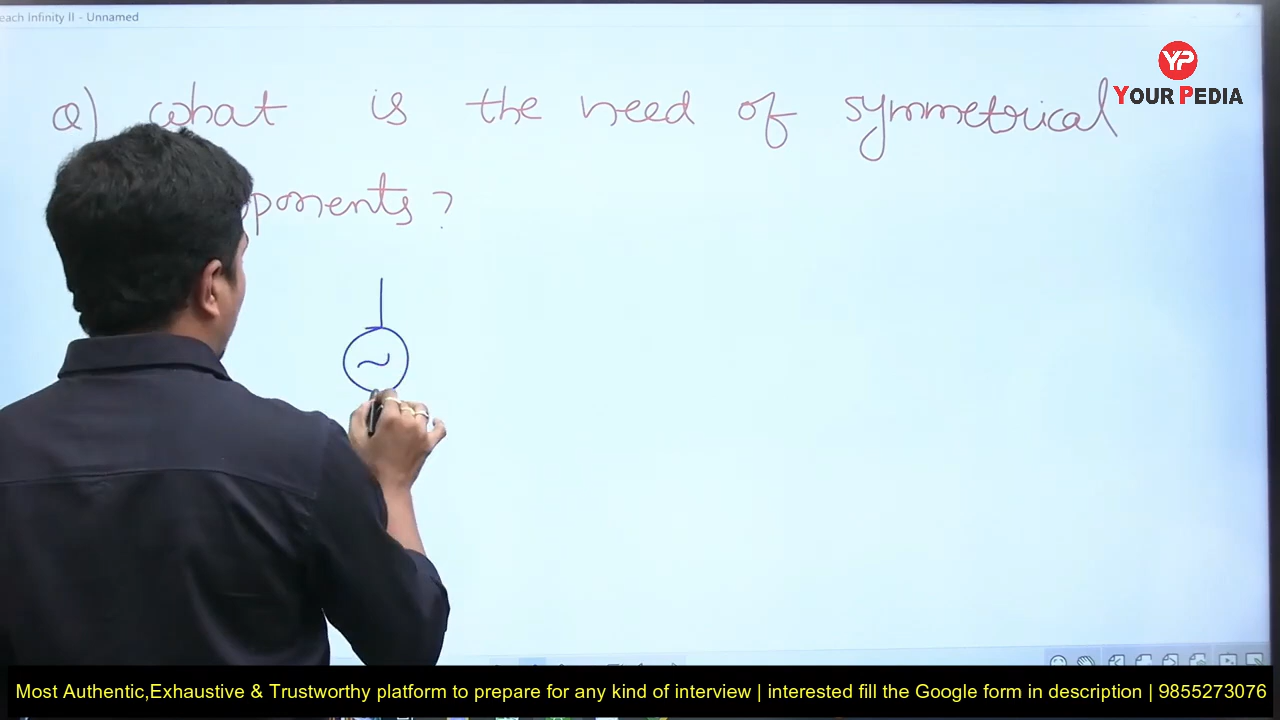 each Infinity II - Unnamed
YP
YOUR PEDIA
Q) what is the need of symmetrical
ponents?
Most Authentic,Exhaustive & Trustworthy platform to prepare for any kind of interview | interested fill the Google form in description | 9855273076